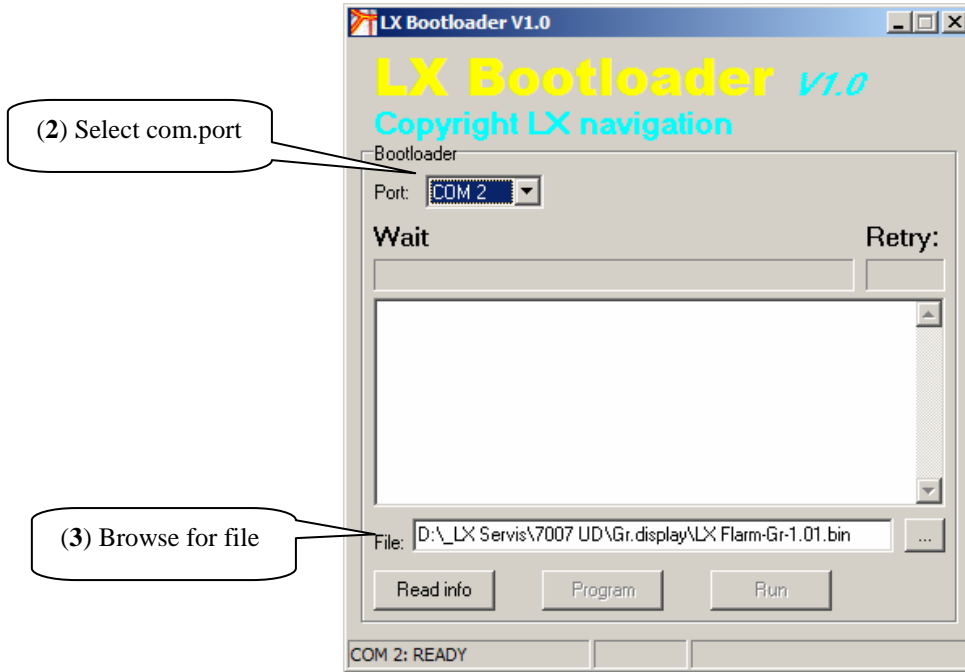 LX Bootloader V1.0
LX Bootloader V1.0
Copyright LX navigation
(2) Select com.port
Bootloader
Port: COM 2
Wait Retry:
(3) Browse for file
File: D:\_LX Servis\7007 UD\Gr.display\LX Flarm-Gr-1.01.bin ...
Read info Program Run
COM 2: READY